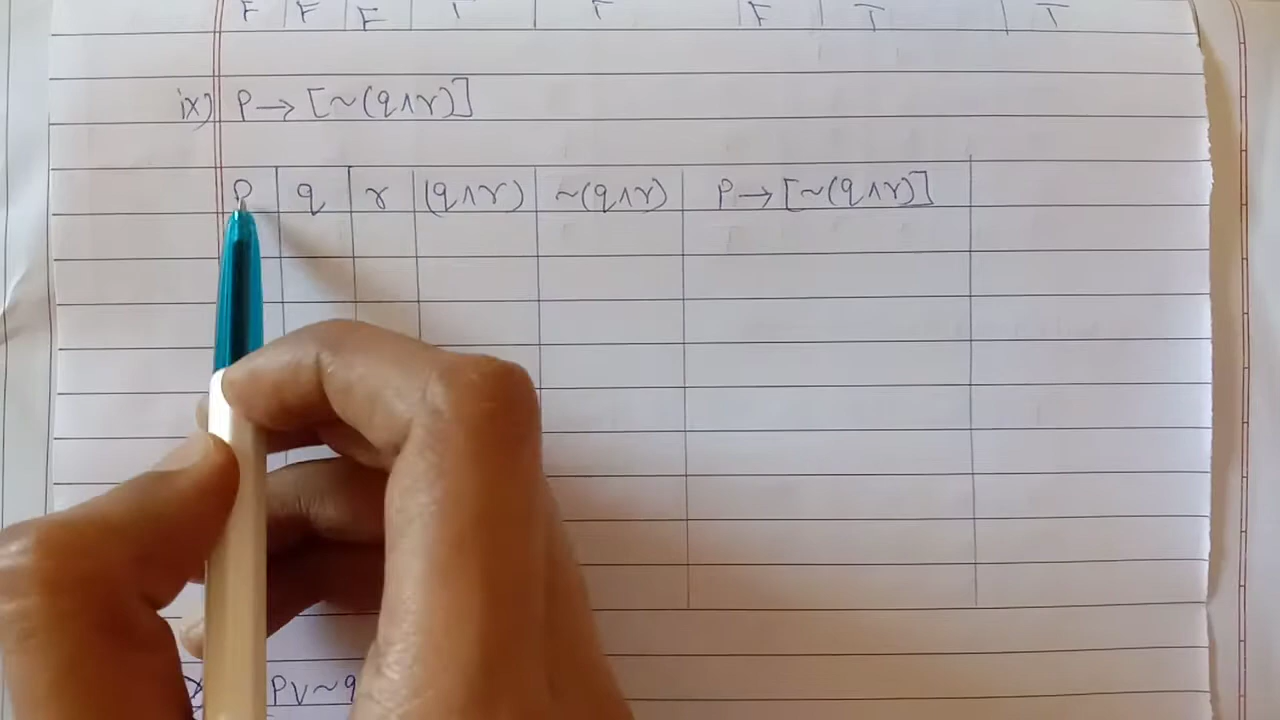 F F F T F F T T
ix) P→[~(q∧r)]
P q r (q∧r) ~(q∧r) P→[~(q∧r)]
P∨~q